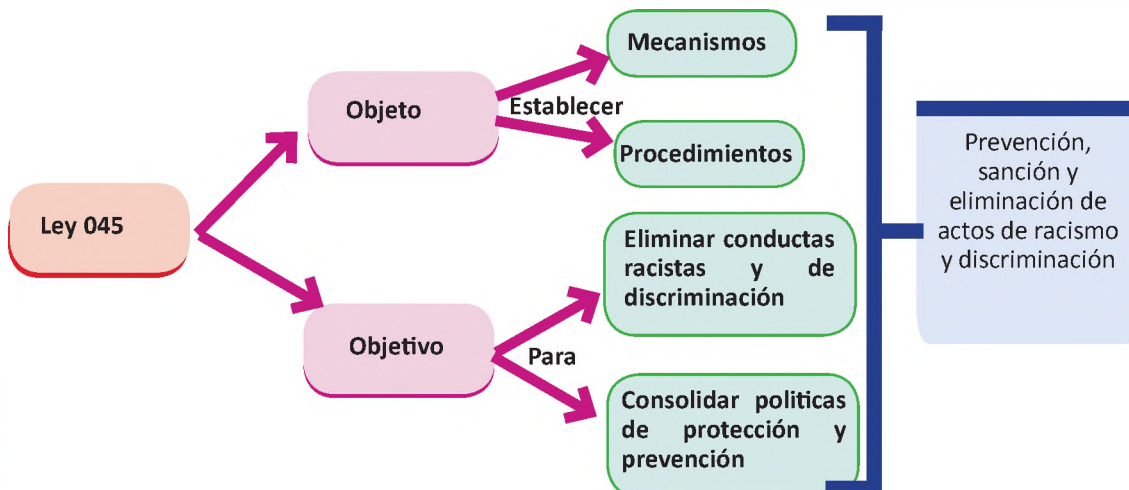 Ley 045
Objeto
Establecer
Mecanismos
Procedimientos
Objetivo
Para
Eliminar conductas
racistas y de
discriminación
Consolidar politicas
de protección y
prevención
Prevención,
sanción y
eliminación de
actos de racismo
y discriminación